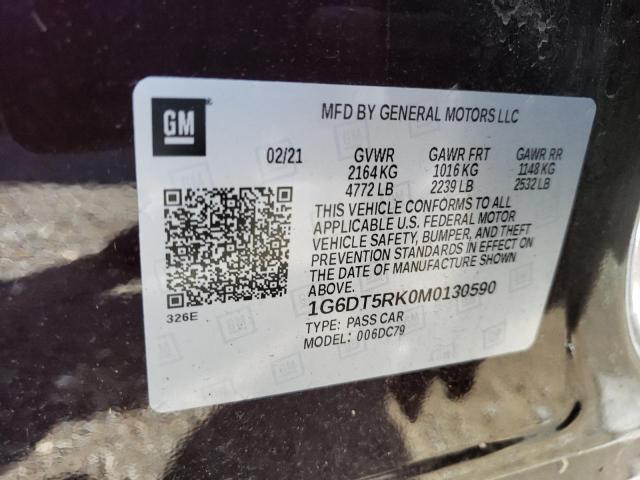 GM
MFD BY GENERAL MOTORS LLC
02/21 GVWR GAWR FRT GAWR RR
2164 KG 1016 KG 1148 KG
4772 LB 2239 LB 2532 LB
THIS VEHICLE CONFORMS TO ALL
APPLICABLE U.S. FEDERAL MOTOR
VEHICLE SAFETY, BUMPER, AND THEFT
PREVENTION STANDARDS IN EFFECT ON
THE DATE OF MANUFACTURE SHOWN
ABOVE.
326E
1G6DT5RK0M0130590
TYPE: PASS CAR
MODEL: 006DC79